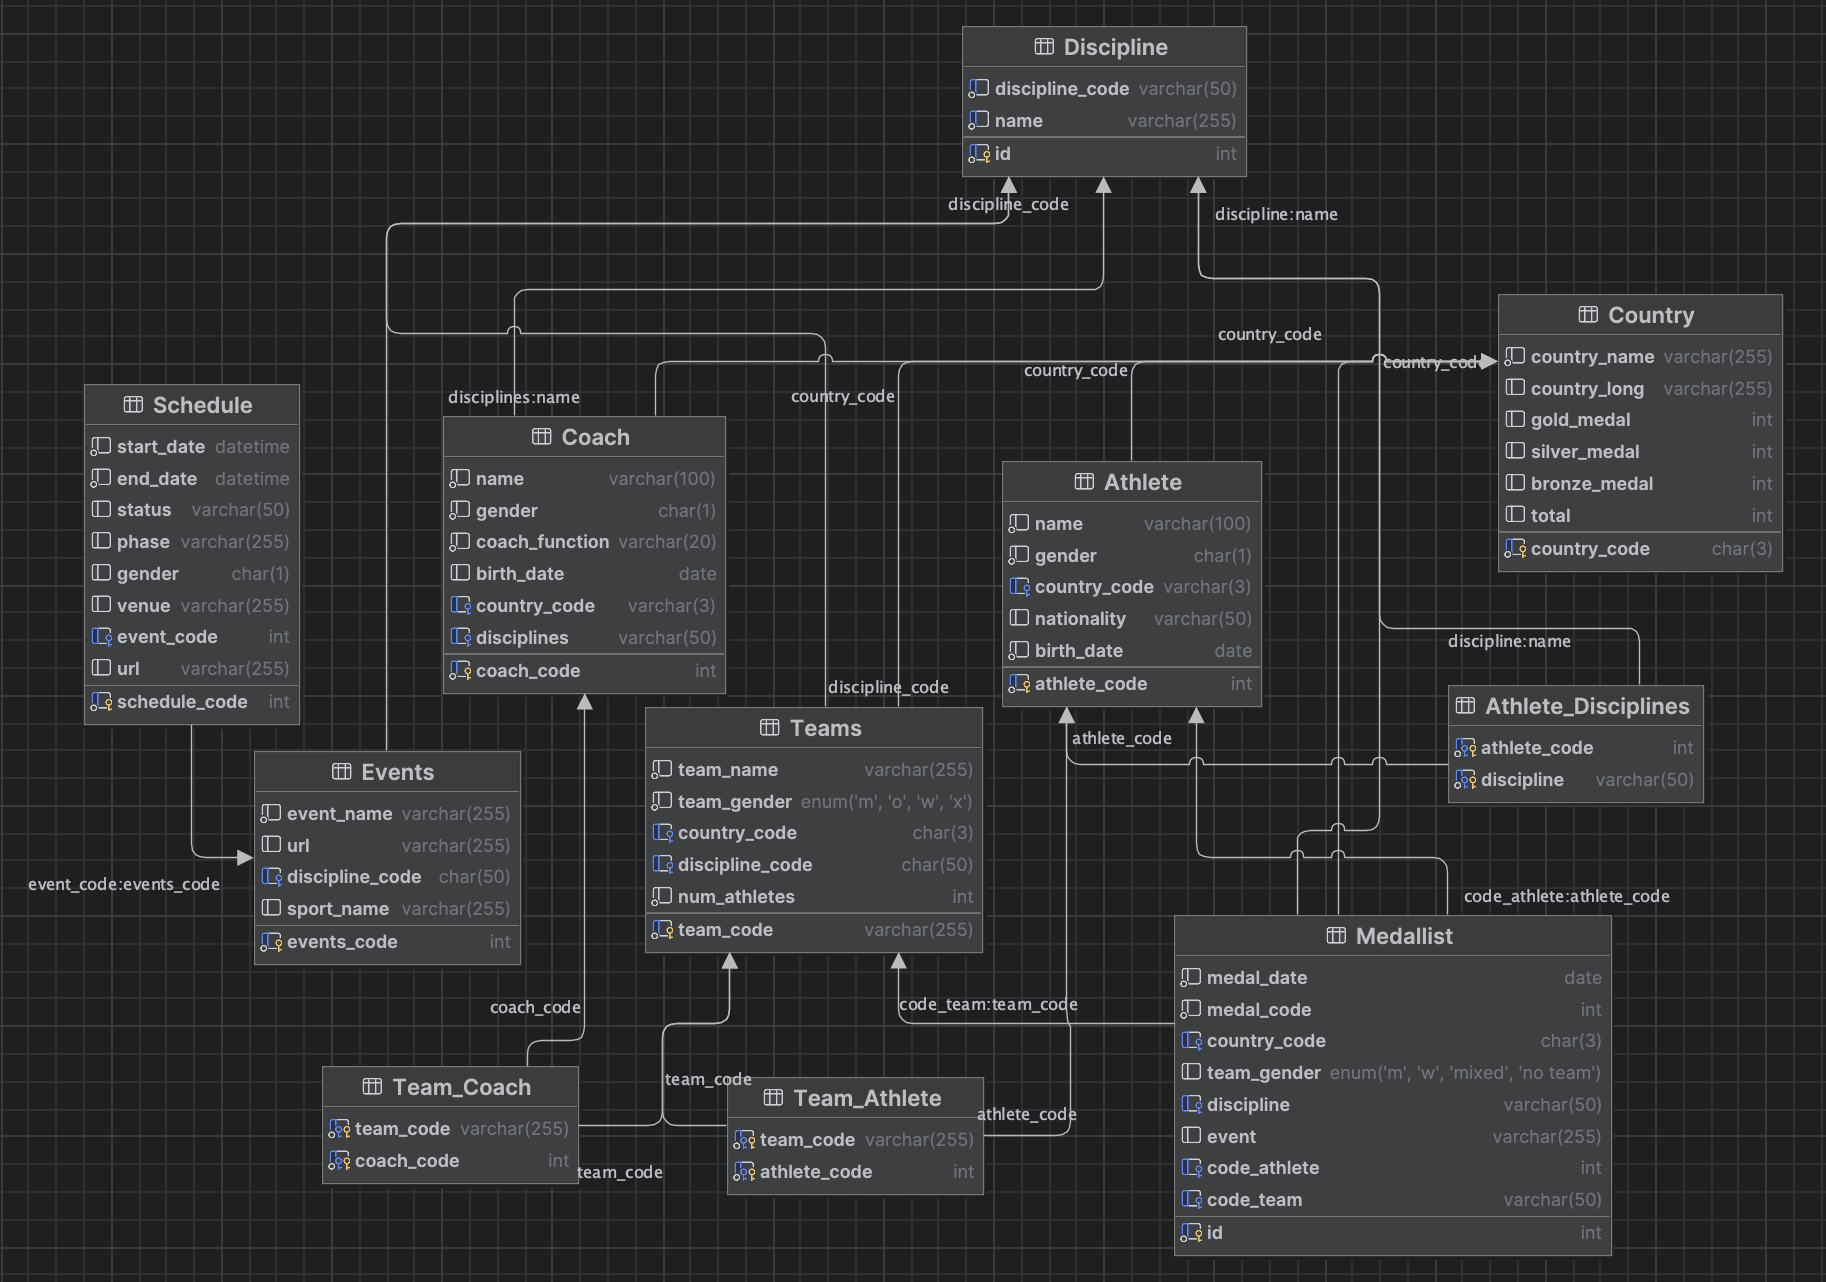 Discipline
discipline_code varchar(50)
name varchar(255)
id int
discipline_code
discipline:name
Country
country_name varchar(255)
country_long varchar(255)
gold_medal int
silver_medal int
bronze_medal int
total int
country_code char(3)
country_code
country_code
country_code
country_code
disciplines:name
Schedule
start_date datetime
end_date datetime
status varchar(50)
phase varchar(255)
gender char(1)
venue varchar(255)
event_code int
url varchar(255)
schedule_code int
Coach
name varchar(100)
gender char(1)
coach_function varchar(20)
birth_date date
country_code varchar(3)
disciplines varchar(50)
coach_code int
Athlete
name varchar(100)
gender char(1)
country_code varchar(3)
nationality varchar(50)
birth_date date
athlete_code int
discipline:name
discipline_code
Athlete_Disciplines
athlete_code int
discipline varchar(50)
athlete_code
Teams
team_name varchar(255)
team_gender enum('m', 'o', 'w', 'x')
country_code char(3)
discipline_code char(50)
num_athletes int
team_code varchar(255)
Events
event_name varchar(255)
url varchar(255)
discipline_code char(50)
sport_name varchar(255)
events_code int
event_code:events_code
code_athlete:athlete_code
Medallist
medal_date date
medal_code int
country_code char(3)
team_gender enum('m', 'w', 'mixed', 'no team')
discipline varchar(50)
event varchar(255)
code_athlete int
code_team varchar(50)
id int
coach_code
code_team:team_code
Team_Coach
team_code varchar(255)
coach_code int
team_code
team_code
Team_Athlete
team_code varchar(255)
athlete_code int
athlete_code